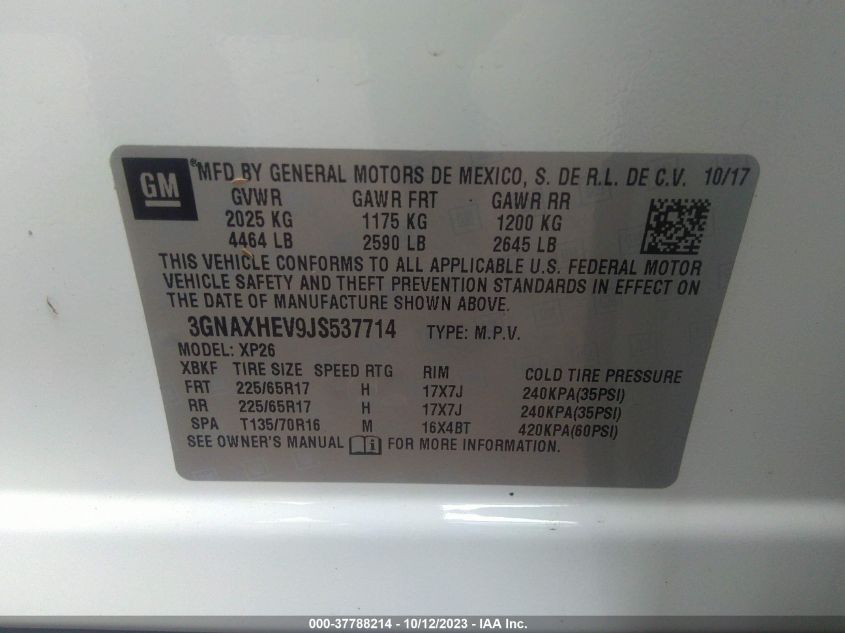 GM ® MFD BY GENERAL MOTORS DE MEXICO, S. DE R.L. DE C.V. 10/17
GVWR GAWR FRT GAWR RR
2025 KG 1175 KG 1200 KG
4464 LB 2590 LB 2645 LB
THIS VEHICLE CONFORMS TO ALL APPLICABLE U.S. FEDERAL MOTOR
VEHICLE SAFETY AND THEFT PREVENTION STANDARDS IN EFFECT ON
THE DATE OF MANUFACTURE SHOWN ABOVE.
3GNAXHEV9JS537714 TYPE: M.P.V.
MODEL: XP26
XBKF TIRE SIZE SPEED RTG RIM COLD TIRE PRESSURE
FRT 225/65R17 H 17X7J 240KPA(35PSI)
RR 225/65R17 H 17X7J 240KPA(35PSI)
SPA T135/70R16 M 16X4BT 420KPA(60PSI)
SEE OWNER'S MANUAL FOR MORE INFORMATION.
000-37788214 - 10/12/2023 - IAA Inc.